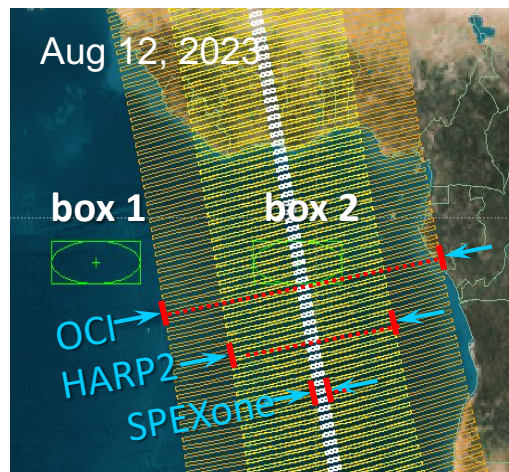 Aug 12, 2023
box 1
box 2
OCI
HARP2
SPEXone